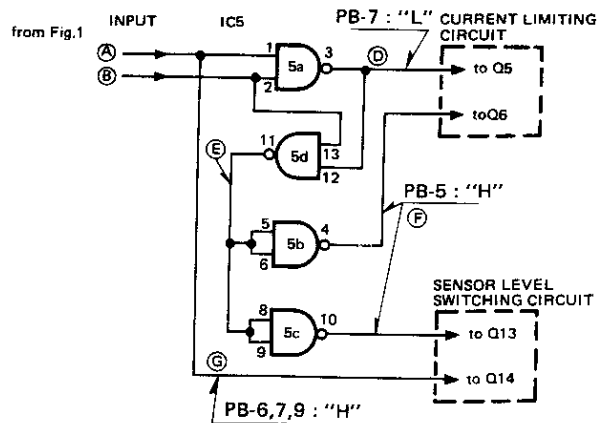 INPUT
IC5
PB-7 : "L"
CURRENT LIMITING
CIRCUIT
from Fig.1
A
B
1
2
5a
3
D
to Q5
toQ6
11
5d
13
12
E
PB-5 : "H"
F
5
6
5b
4
SENSOR LEVEL
SWITCHING CIRCUIT
8
9
5c
10
to Q13
G
to Q14
PB-6,7,9 : "H"